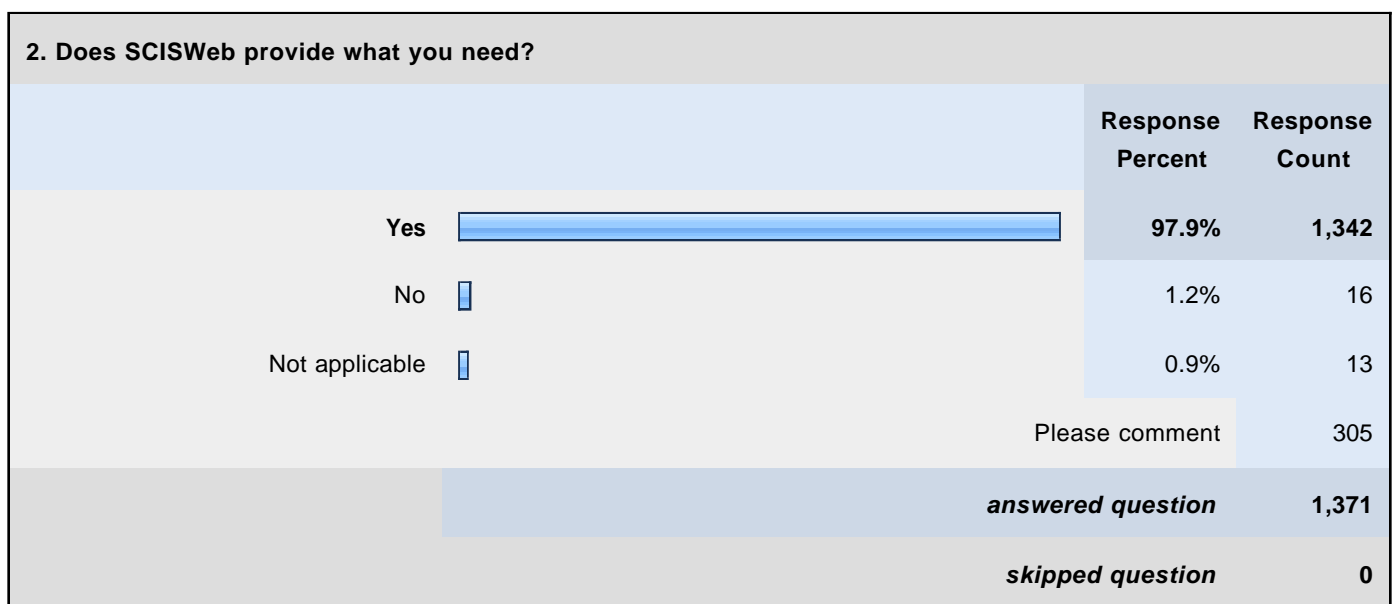 2. Does SCISWeb provide what you need?
Response Percent Response Count
Yes 97.9% 1,342
No 1.2% 16
Not applicable 0.9% 13
Please comment 305
answered question 1,371
skipped question 0